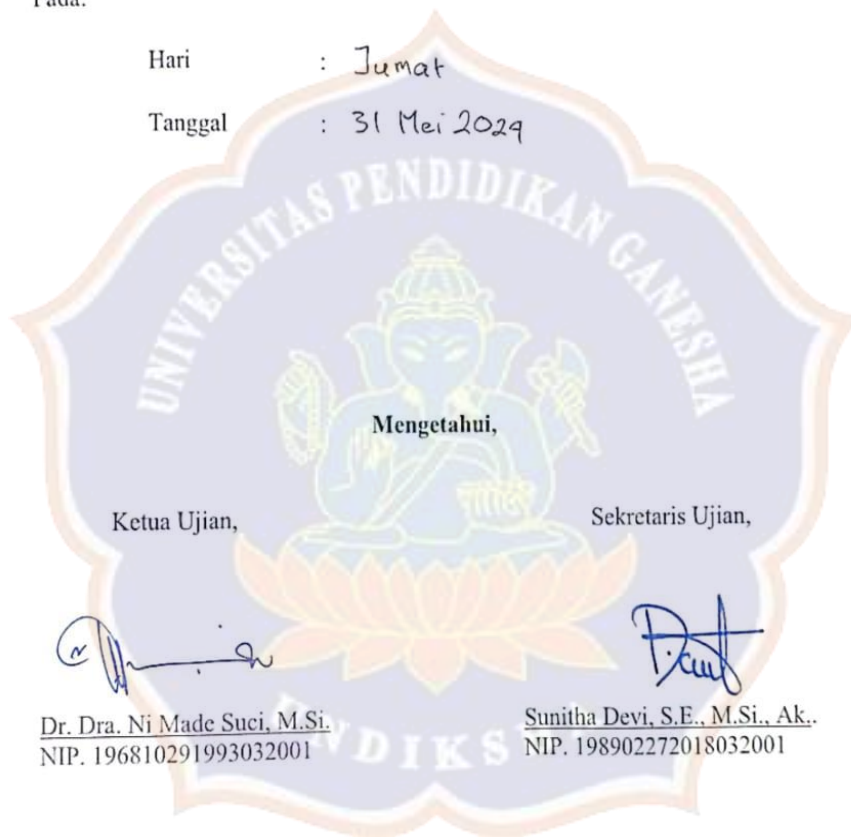 Pada:
Hari : Jumat
Tanggal : 31 Mei 2024
UNIVERSITAS PENDIDIKAN GANESHA
Mengetahui,
Ketua Ujian,
Sekretaris Ujian,
Dr. Dra. Ni Made Suci, M.Si.
NIP. 196810291993032001
Sunitha Devi, S.E., M.Si., Ak..
NIP. 198902272018032001
UNDIKSHA